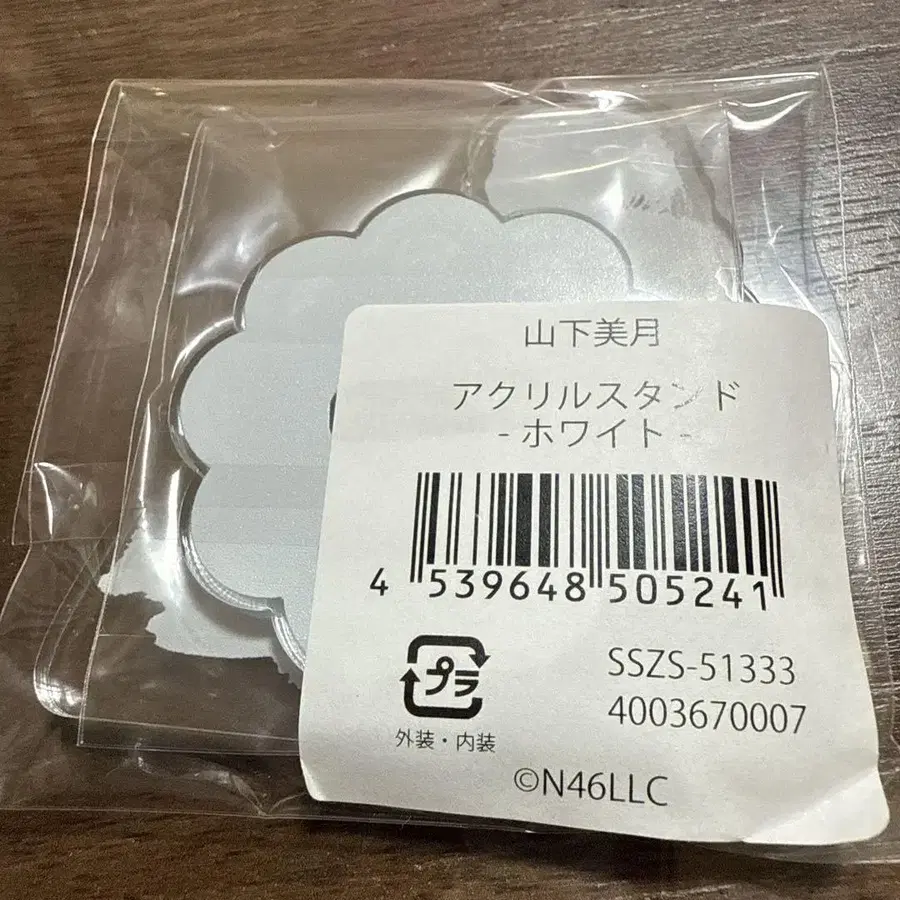 山下美月
アクリルスタンド
- ホワイト -
4 539648 505241
プラ
外装・内装
SSZS-51333
4003670007
©N46LLC